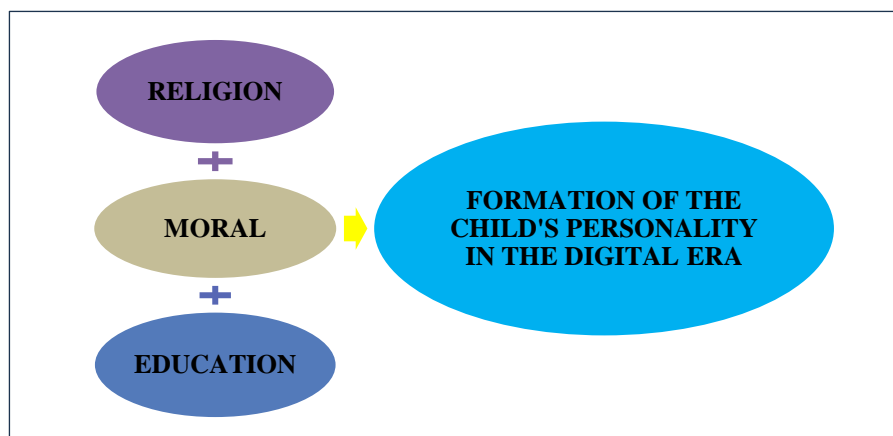 RELIGION
MORAL
EDUCATION
FORMATION OF THE
CHILD'S PERSONALITY
IN THE DIGITAL ERA